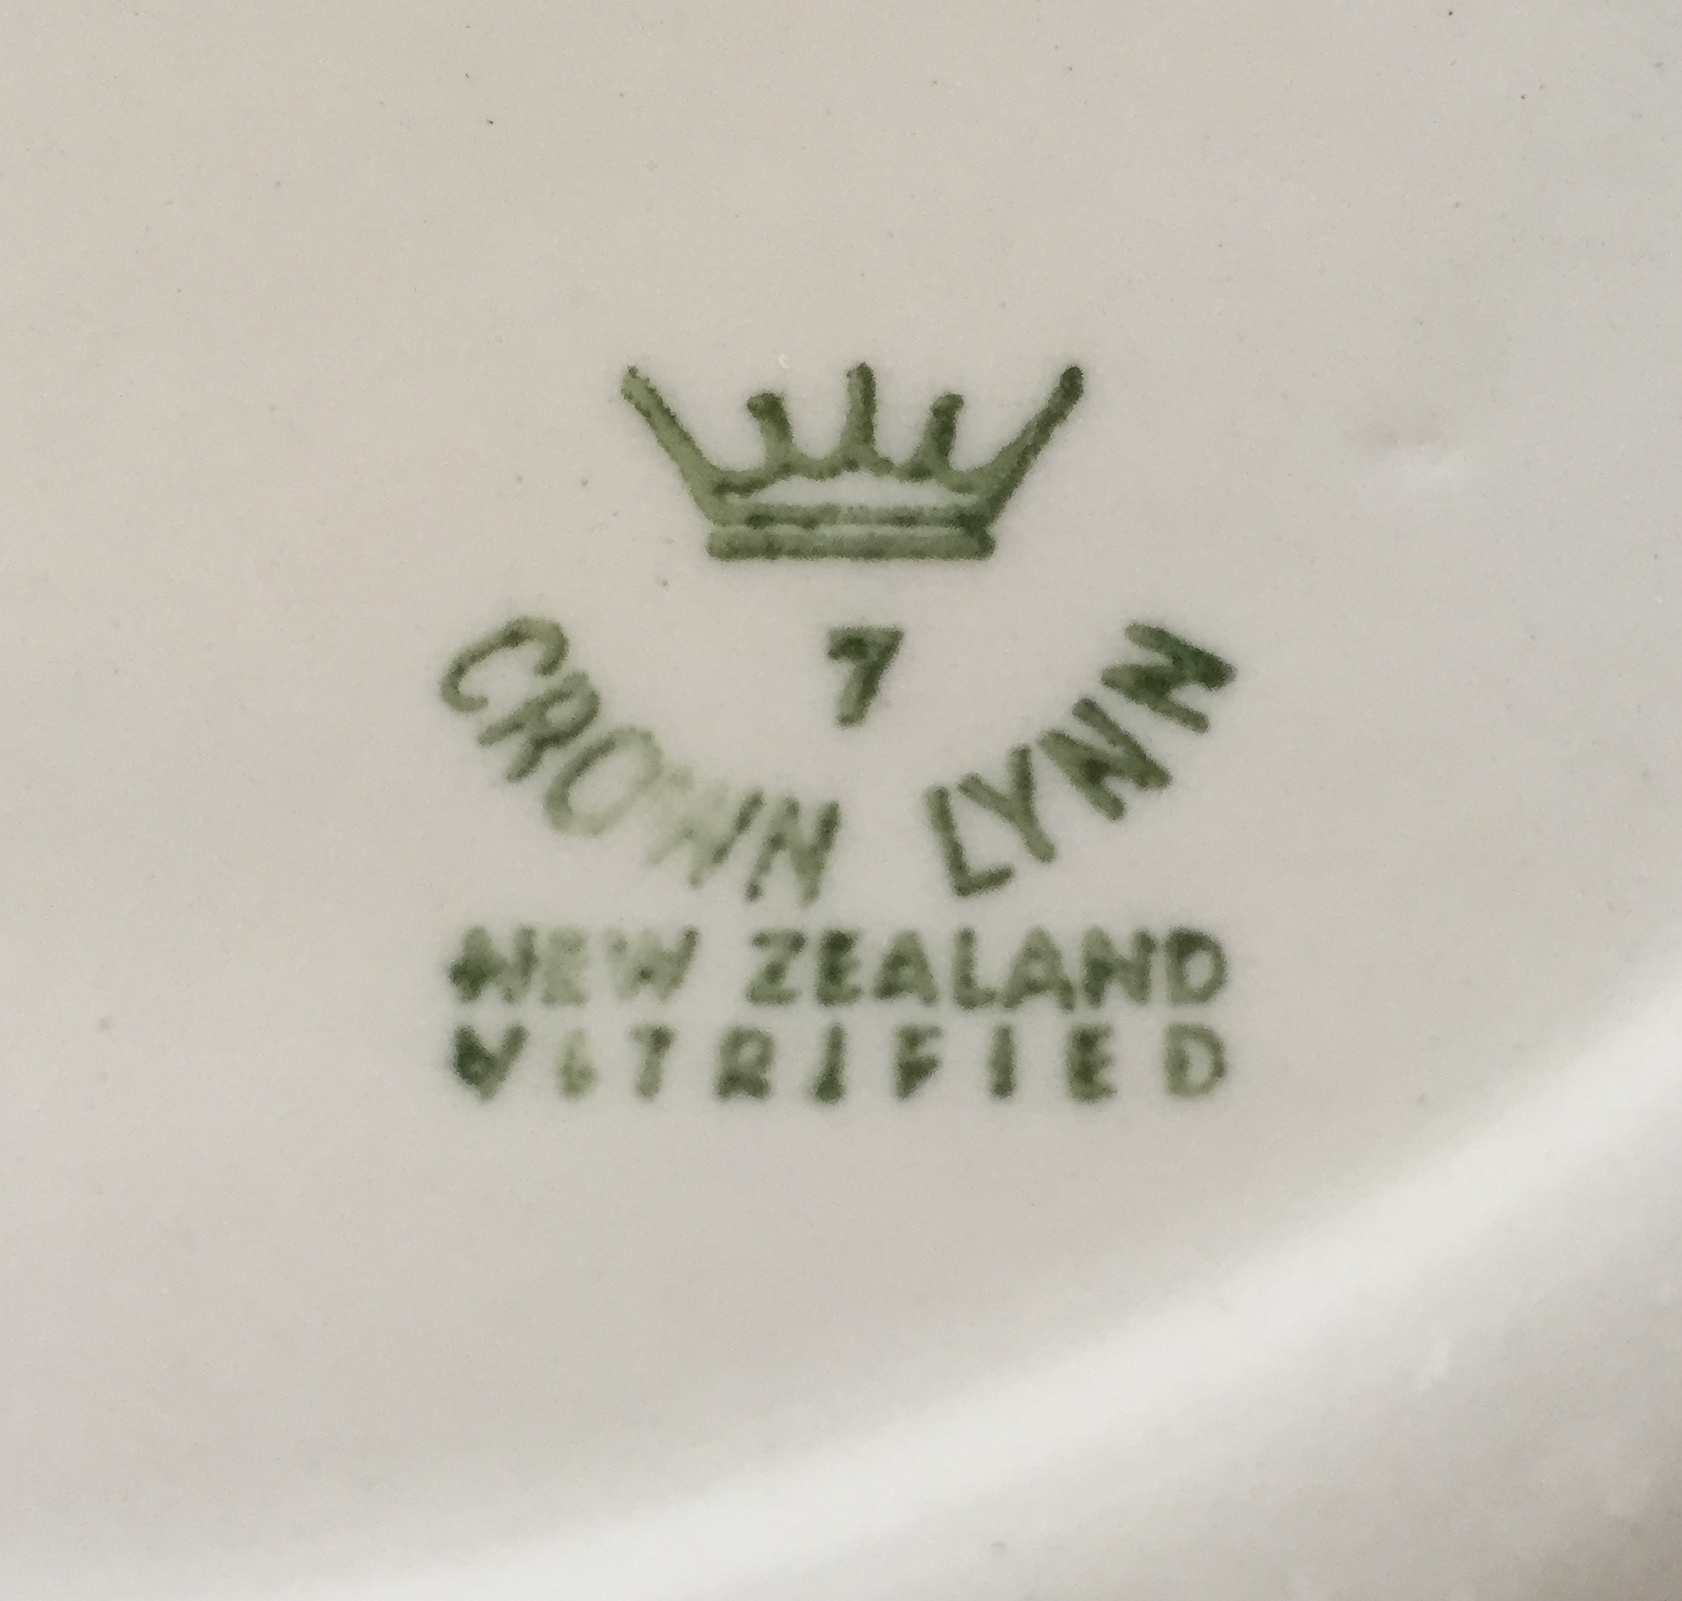 7
CROWN LYNN
NEW ZEALAND
VITRIFIED